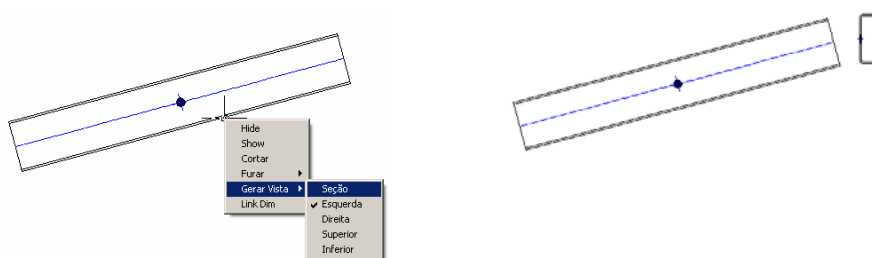 Hide
Show
Cortar
Furar
Gerar Vista
Link Dim
Seção
Esquerda
Direita
Superior
Inferior